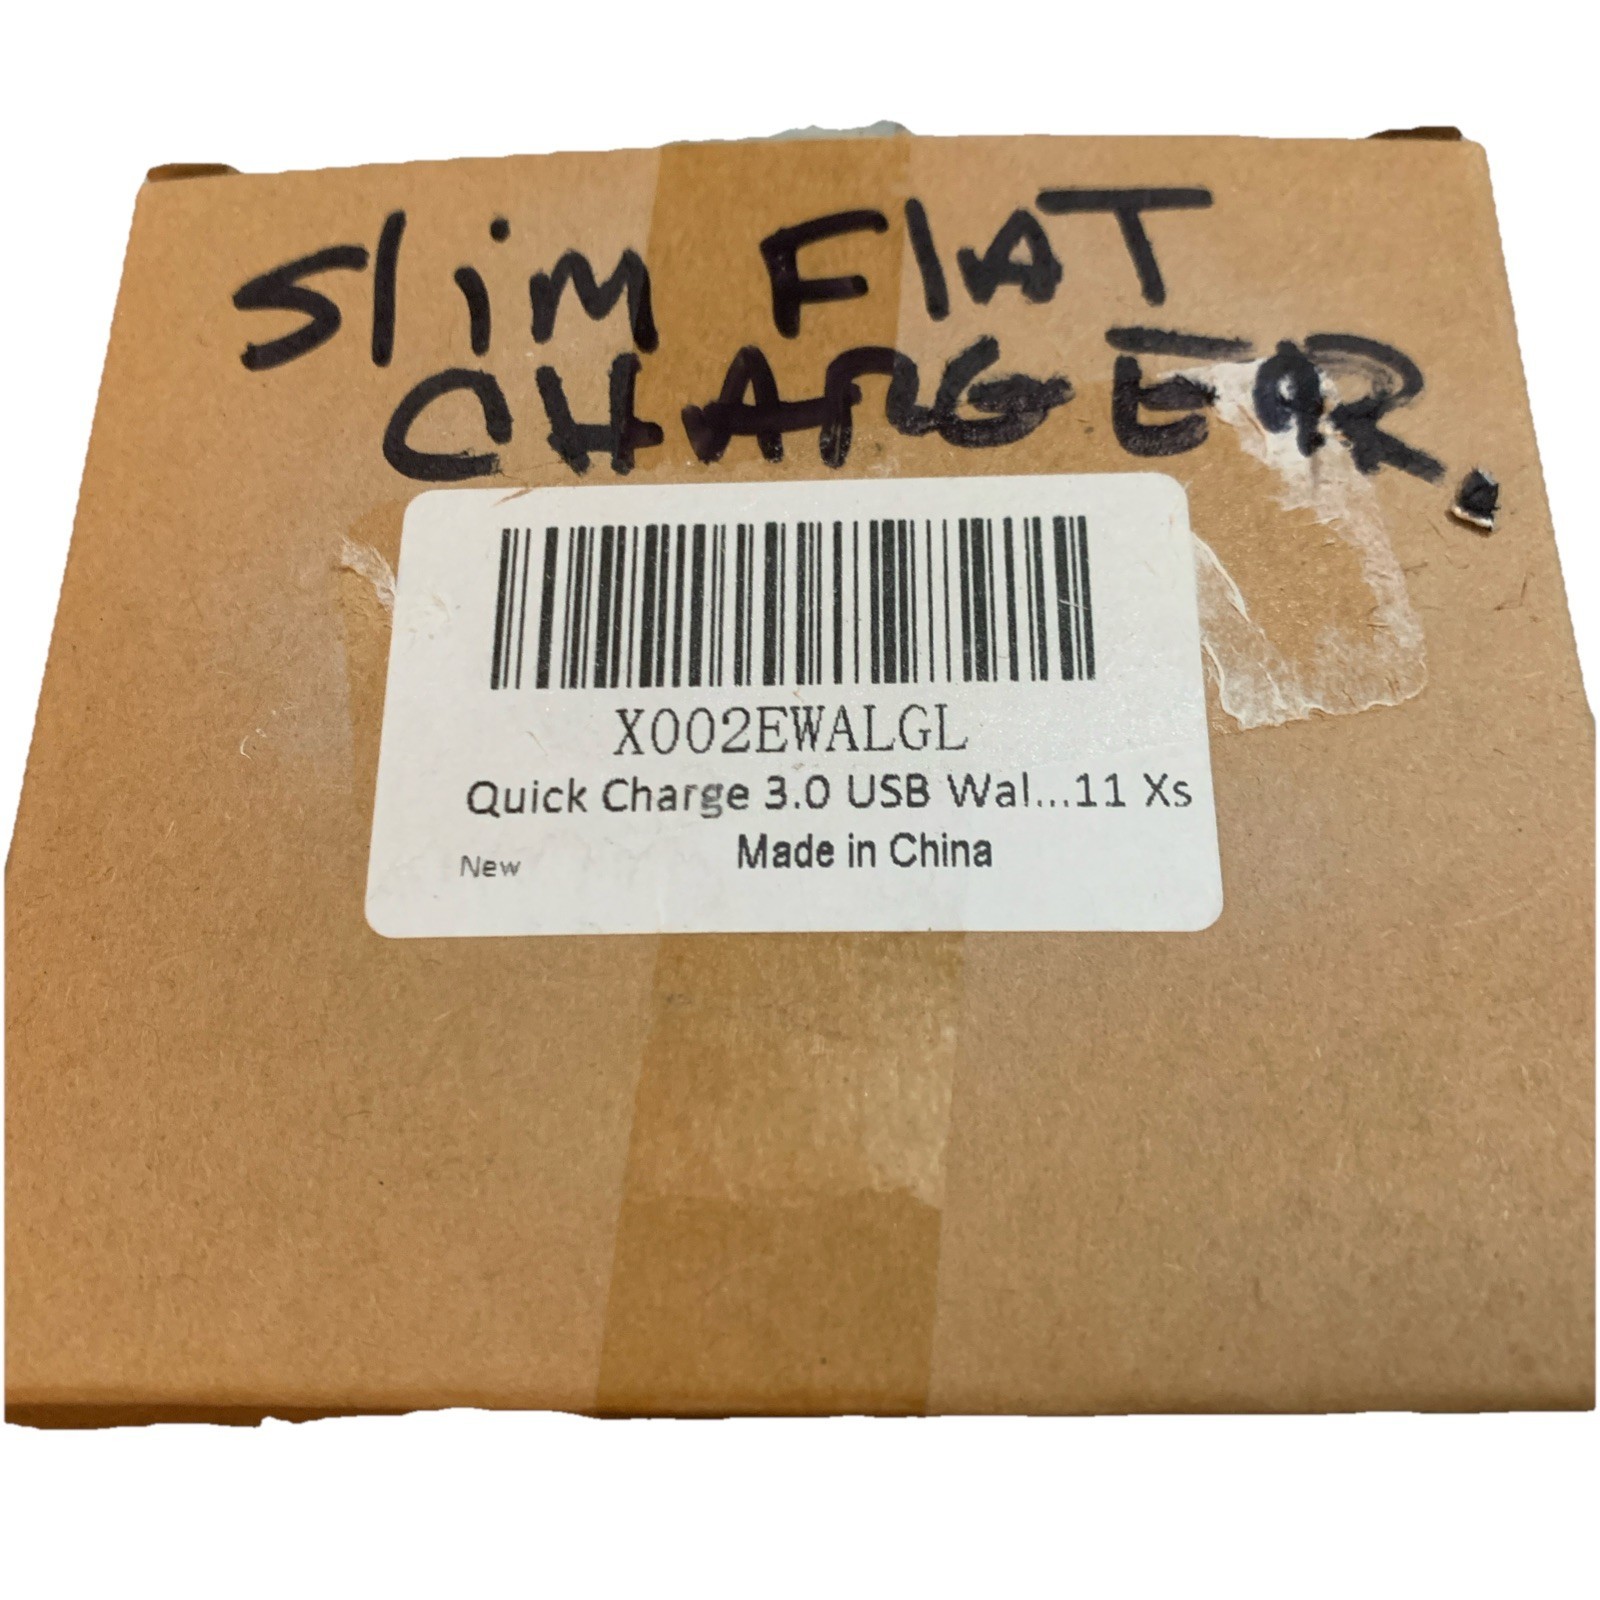 Slim FlAT
CHARGER.
X002EWALGL
Quick Charge 3.0 USB Wal...11 Xs
New Made in China